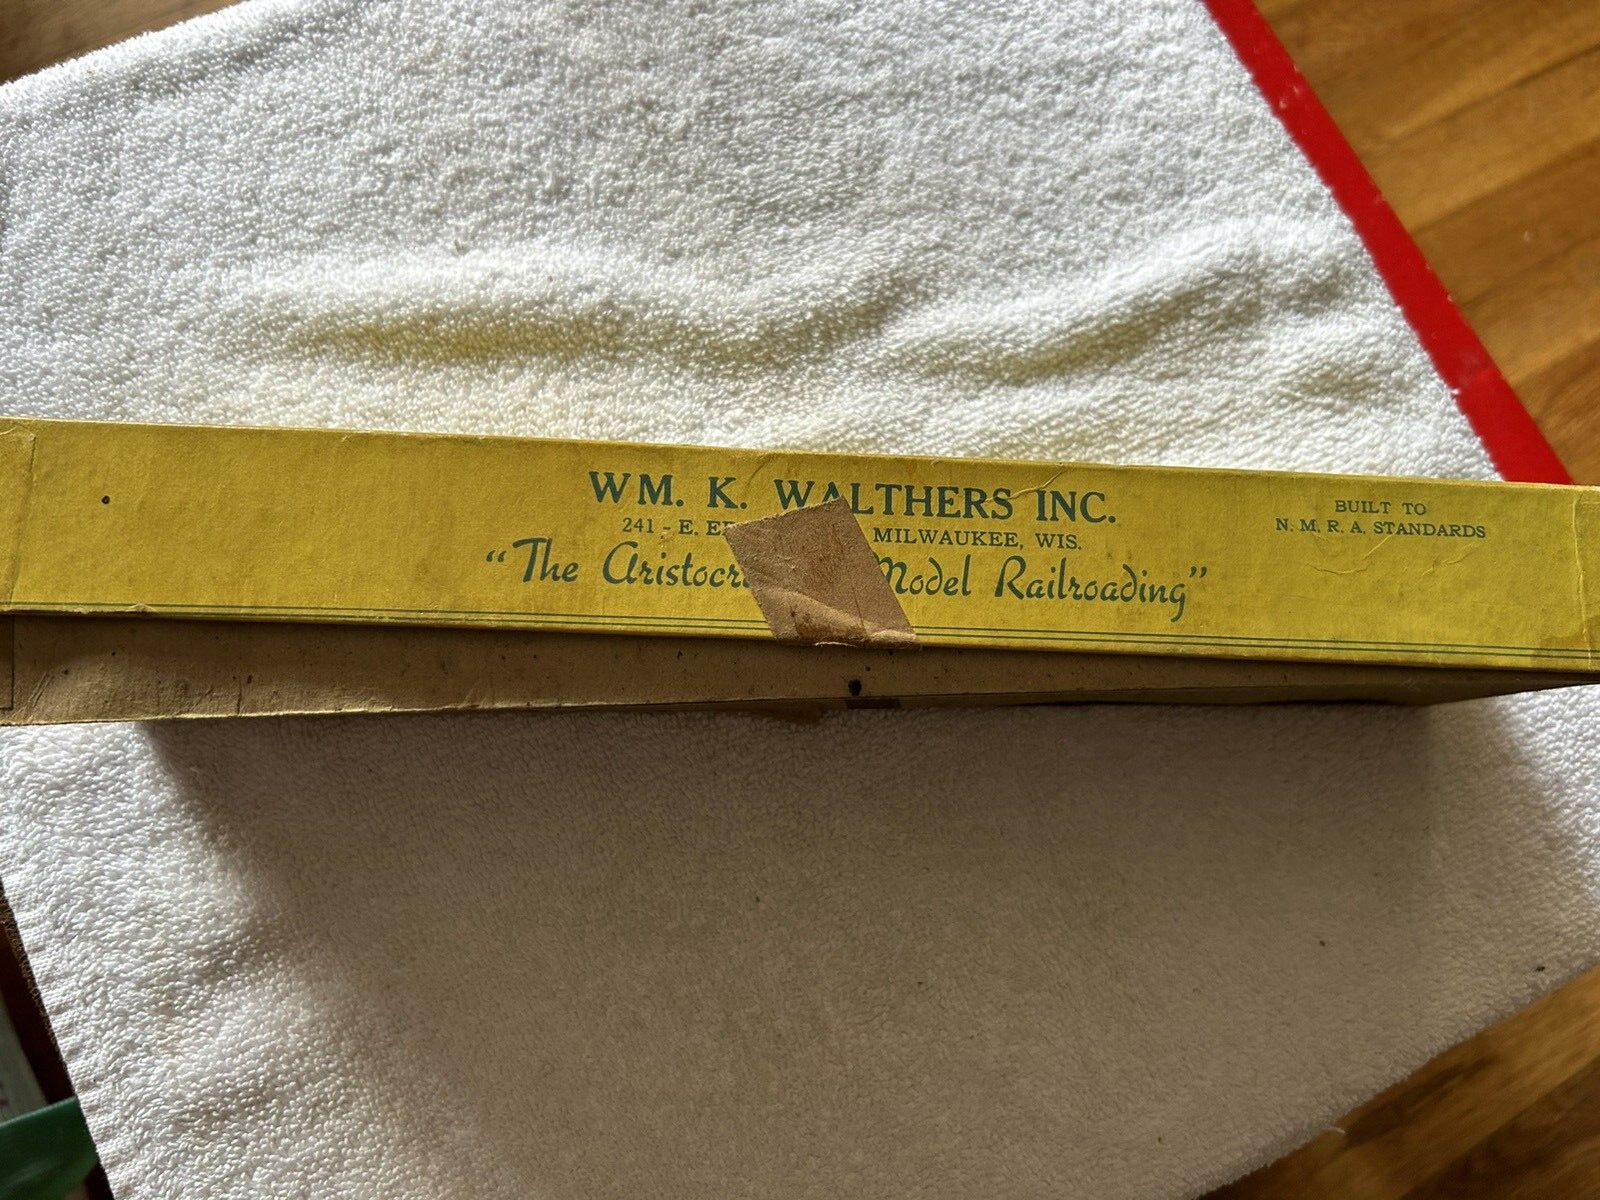 WM. K. WALTHERS INC.
241 - E. MILWAUKEE, WIS.
"The Model Railroading"
BUILT TO
N. M. R. A. STANDARDS